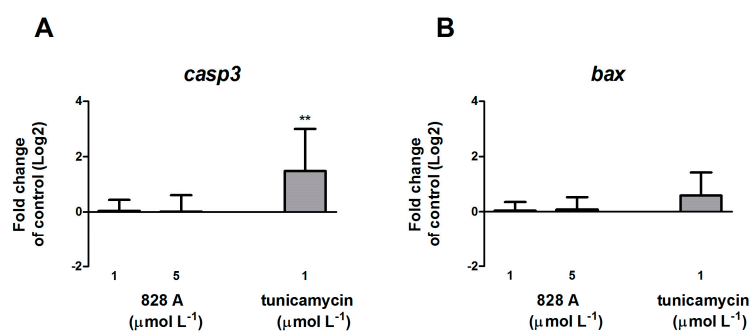 A
casp3
Fold change
of control (Log2)
4
2
0
-2
**
1
5
1
828 A
(μmol L-1)
tunicamycin
(μmol L-1)
B
bax
Fold change
of control (Log2)
4
2
0
-2
1
5
1
828 A
(μmol L-1)
tunicamycin
(μmol L-1)